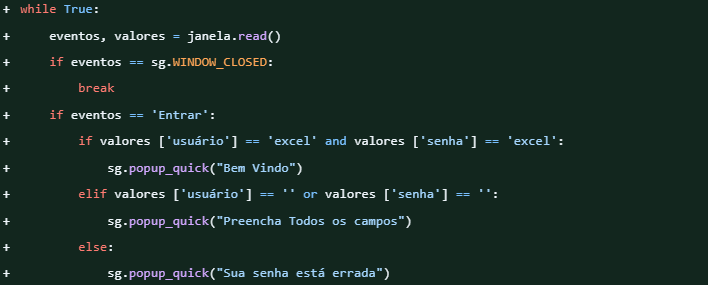 + while True:
+     eventos, valores = janela.read()
+     if eventos == sg.WINDOW_CLOSED:
+         break
+     if eventos == 'Entrar':
+         if valores ['usuário'] == 'excel' and valores ['senha'] == 'excel':
+             sg.popup_quick("Bem Vindo")
+         elif valores ['usuário'] == '' or valores ['senha'] == '':
+             sg.popup_quick("Preencha Todos os campos")
+         else:
+             sg.popup_quick("Sua senha está errada")